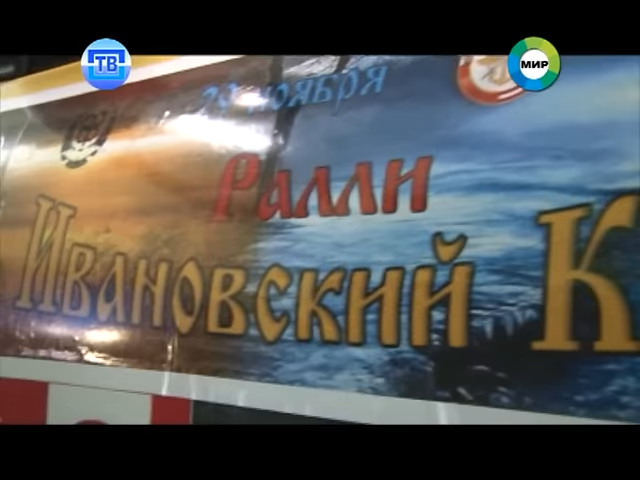 ТВ
МИР
ноября
Ралли
Ивановский К